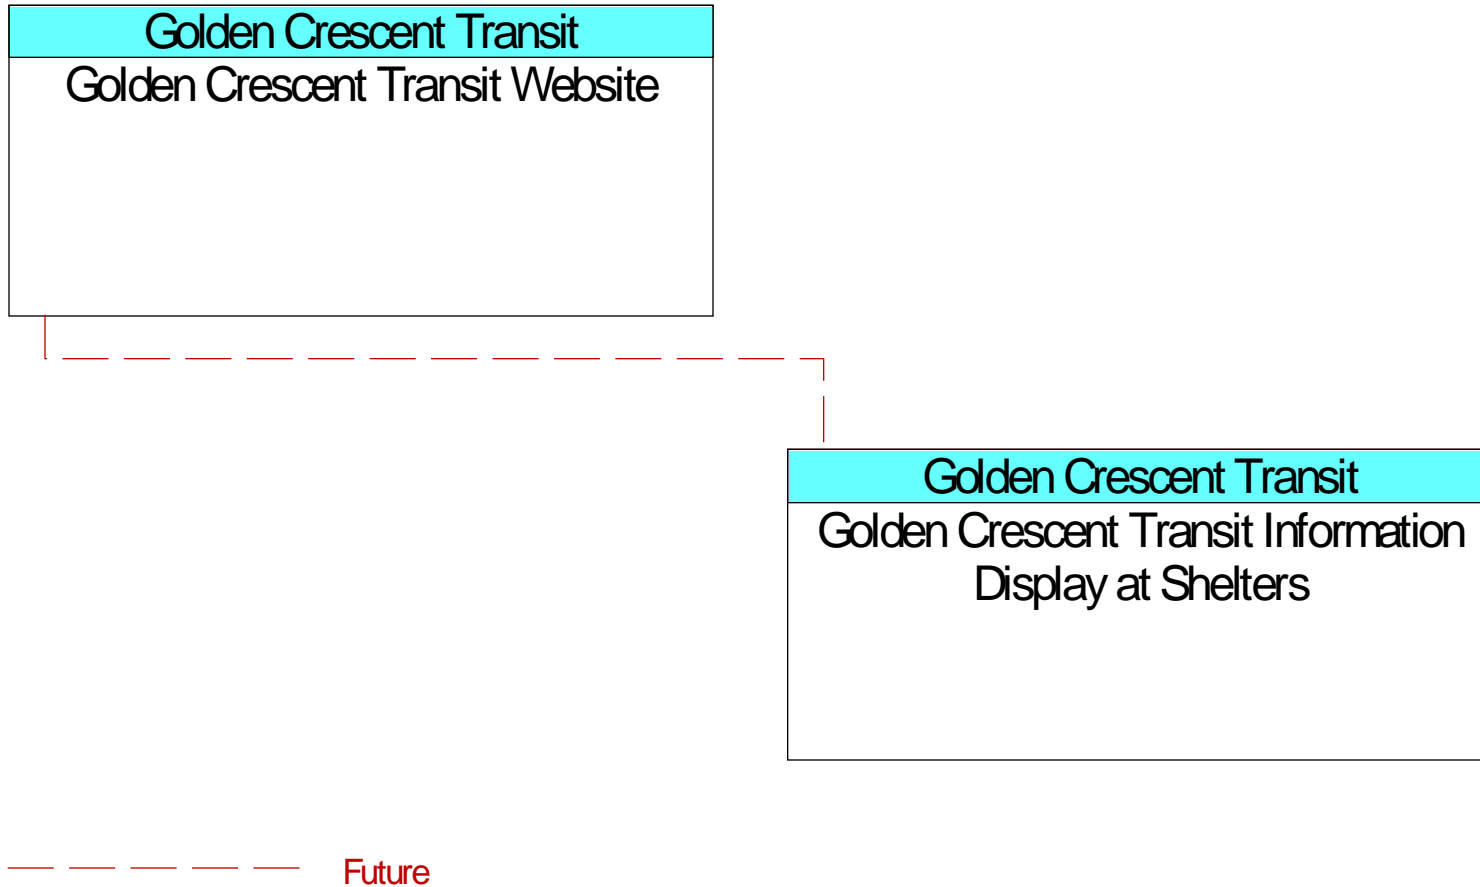 Golden Crescent Transit
Golden Crescent Transit Website
Golden Crescent Transit
Golden Crescent Transit Information
Display at Shelters
Future